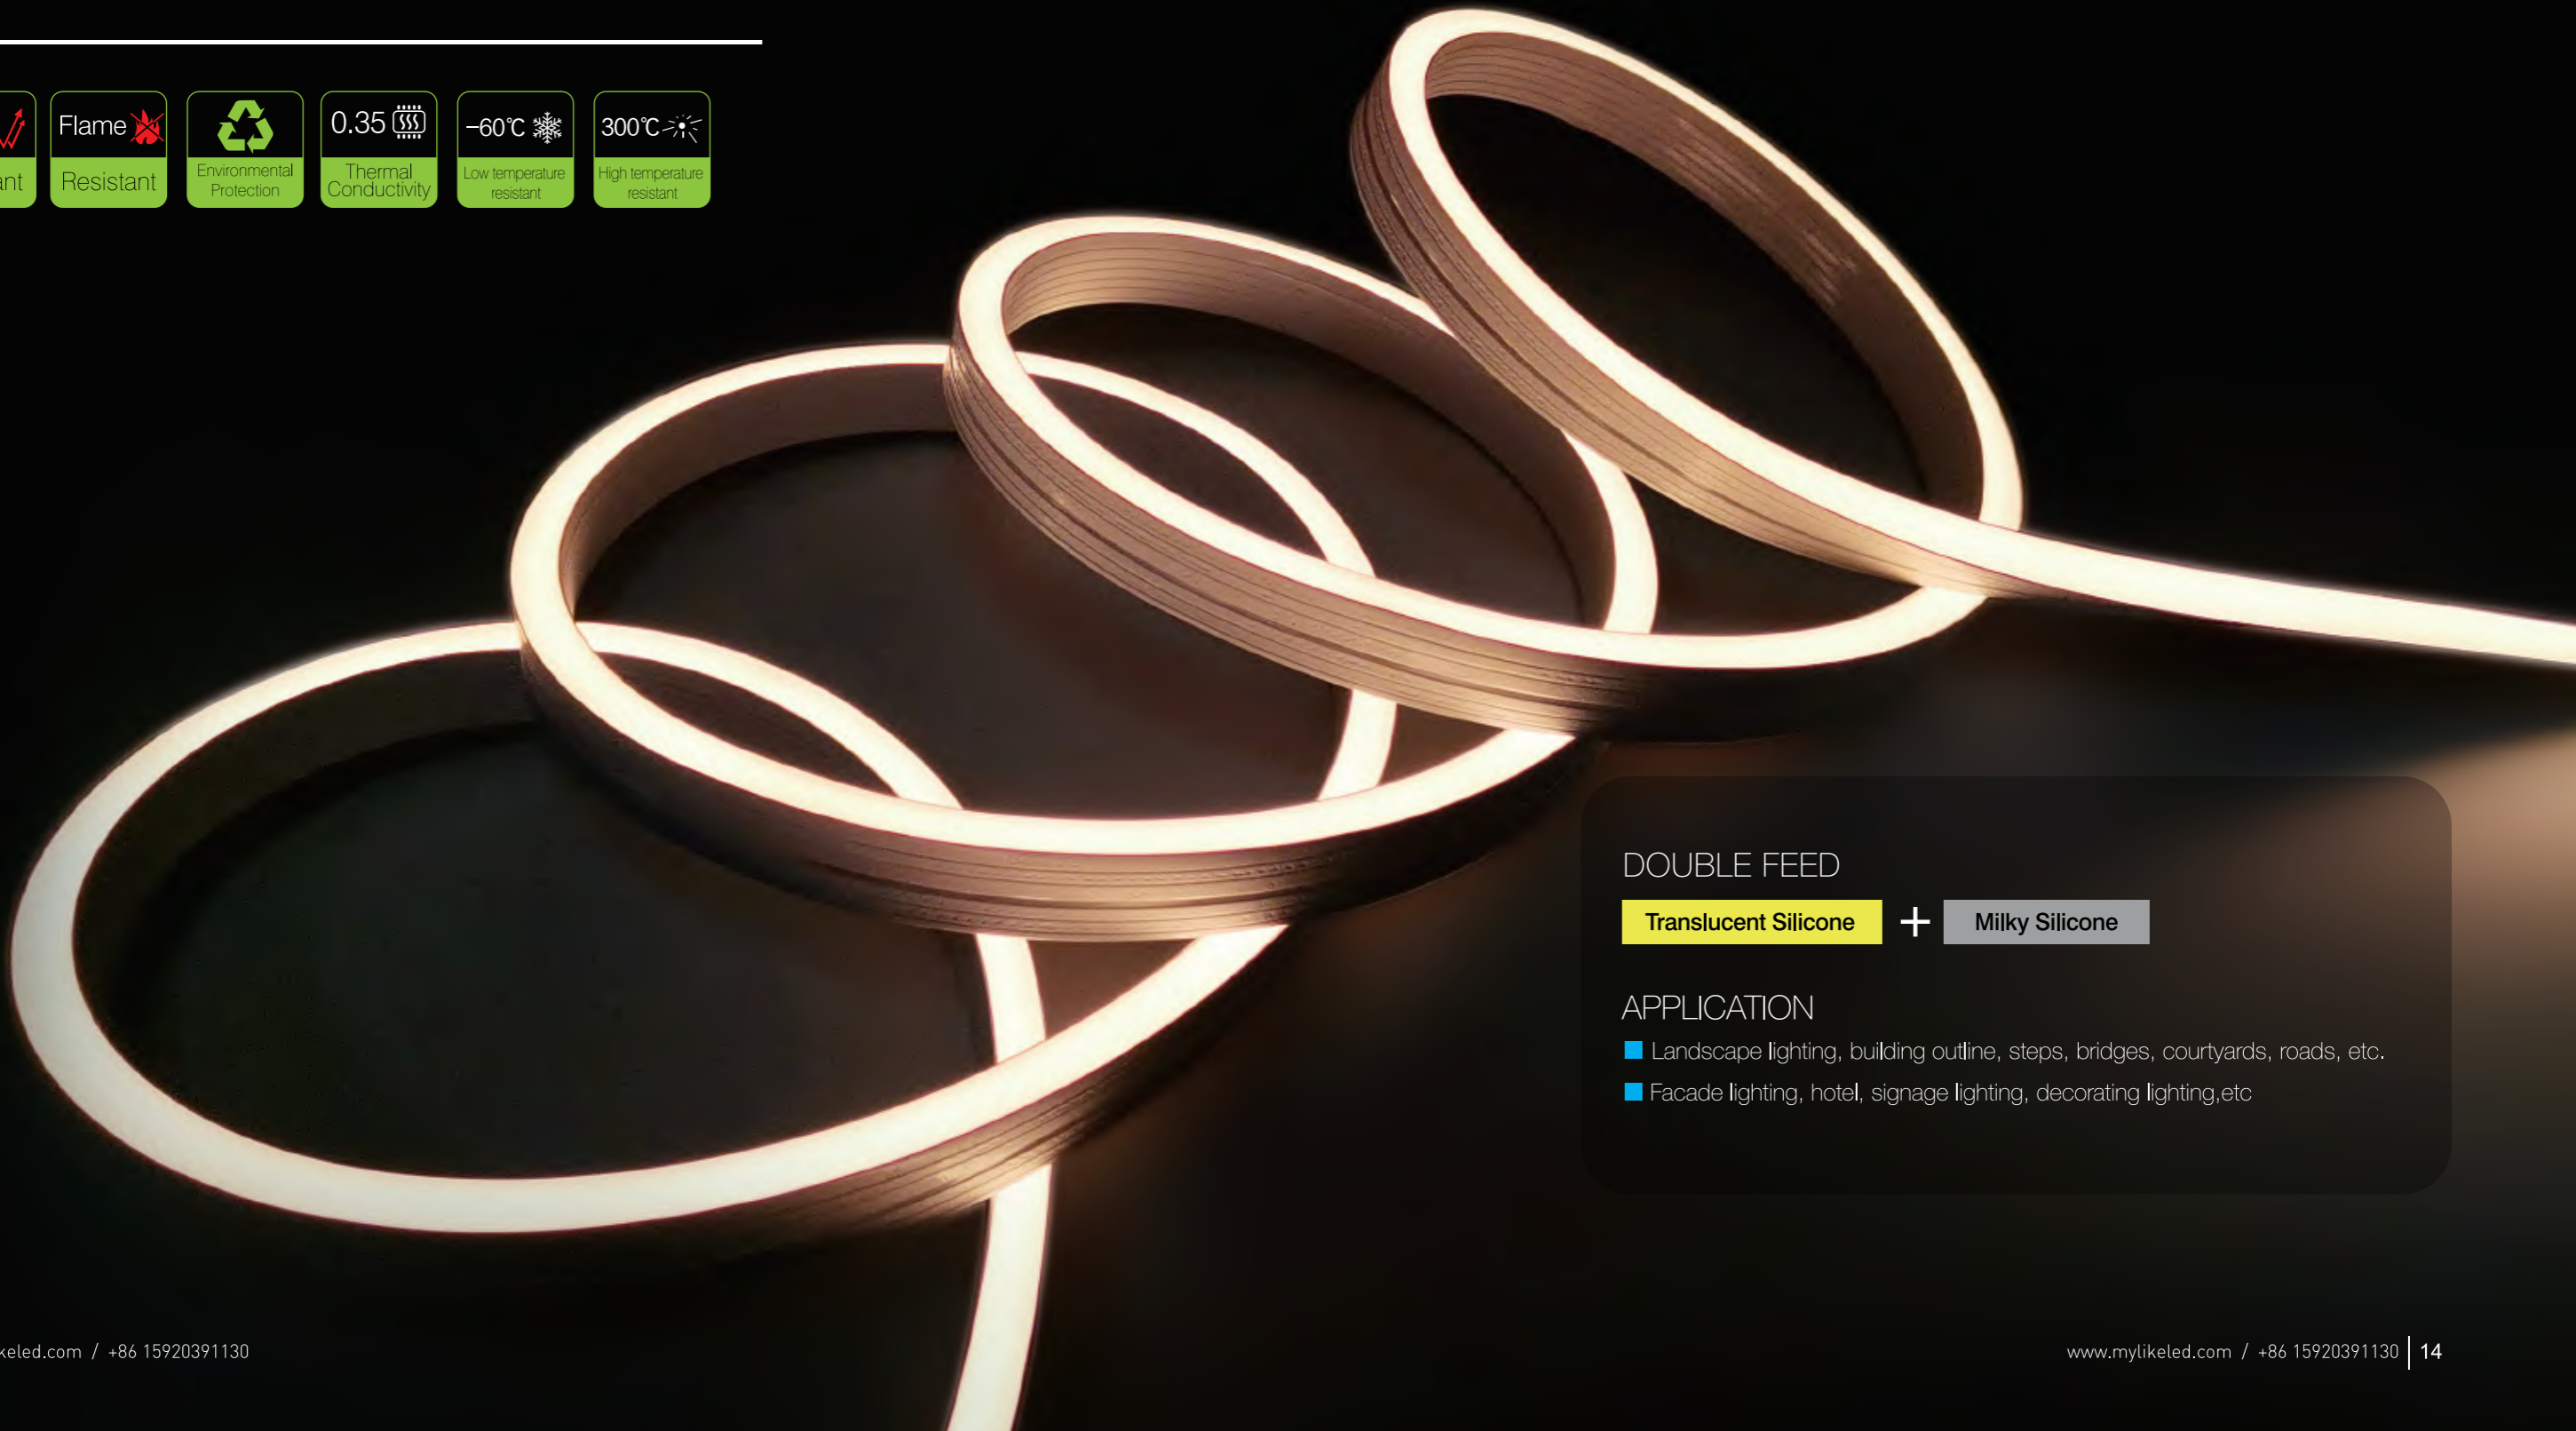 Flame
Resistant
Environmental
Protection
0.35
Thermal
Conductivity
-60℃
Low temperature
resistant
300℃
High temperature
resistant
DOUBLE FEED
Translucent Silicone + Milky Silicone
APPLICATION
Landscape lighting, building outline, steps, bridges, courtyards, roads, etc.
Facade lighting, hotel, signage lighting, decorating lighting,etc
keled.com / +86 15920391130
www.mylikeled.com / +86 15920391130 | 14